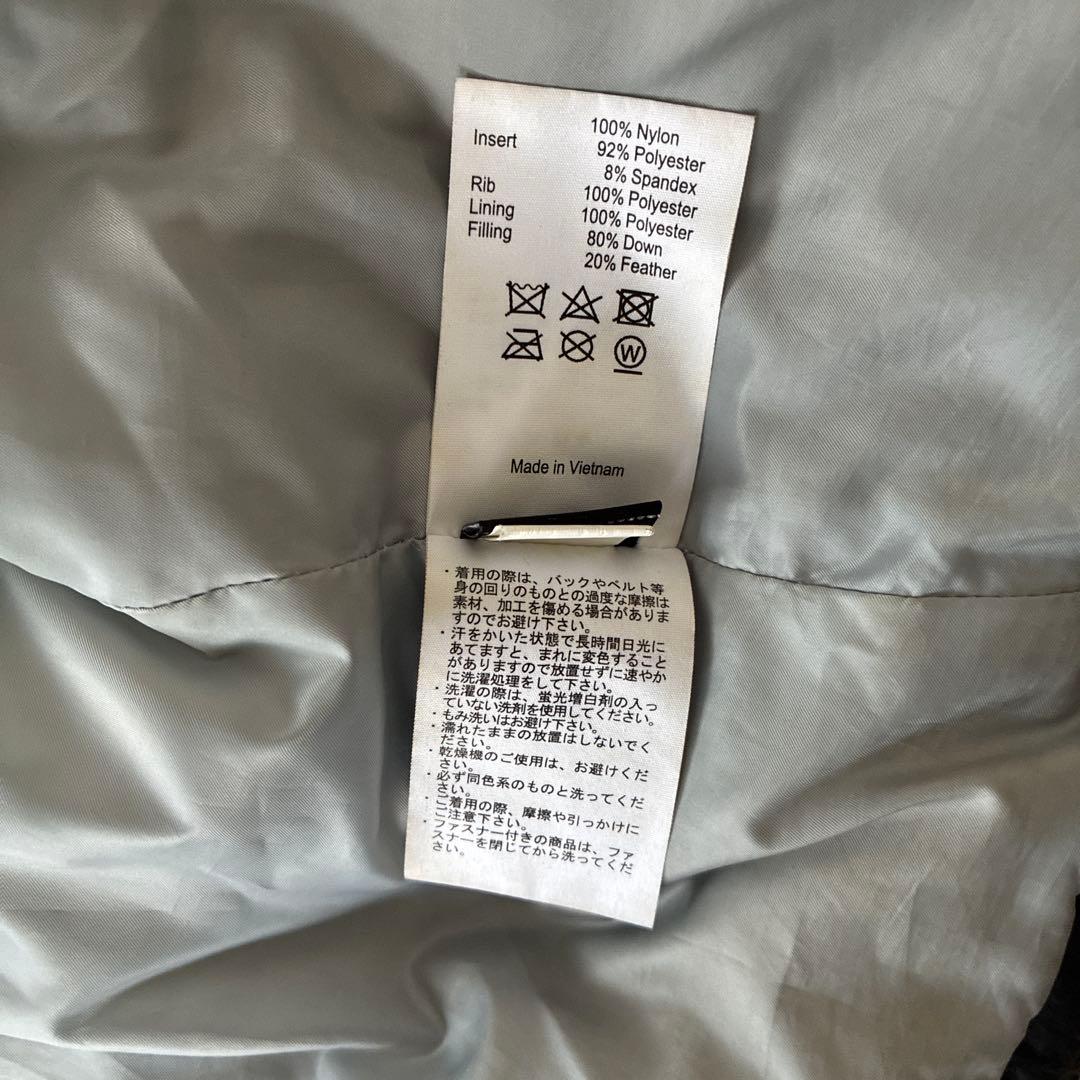 100% Nylon
Insert 92% Polyester
8% Spandex
Rib 100% Polyester
Lining 100% Polyester
Filling 80% Down
20% Feather
W
Made in Vietnam
・着用の際は、バックやベルト等
身の回りのものとの過度な摩擦は
素材、加工を傷める場合がありま
すのでお避け下さい。
・汗をかいた状態で長時間日光に
あてますと、まれに変色すること
がありますので放置せずに速やか
に洗濯処理をして下さい。
・洗濯の際は、蛍光増白剤の入っ
ていない洗剤を使用してください。
・もみ洗いはお避け下さい。
・濡れたままの放置はしないでく
ださい。
・乾燥機のご使用は、お避けくだ
さい。
・必ず同色系のものと洗ってくだ
さい。
・ご着用の際、摩擦や引っかけに
ご注意下さい。
・ファスナー付きの商品は、ファ
スナーを閉じてから洗ってくだ
さい。